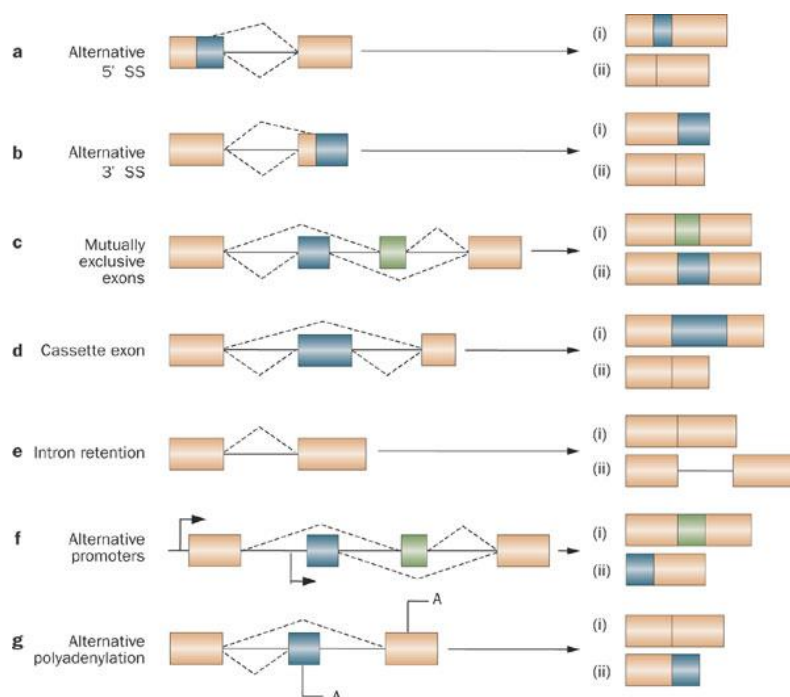 a Alternative (i)
5' SS (ii)
b Alternative (i)
3' SS (ii)
c Mutually (i)
exclusive
exons (ii)
d Cassette exon (i)
(ii)
e Intron retention (i)
(ii)
f Alternative (i)
promoters (ii)
A
g Alternative (i)
polyadenylation (ii)
A